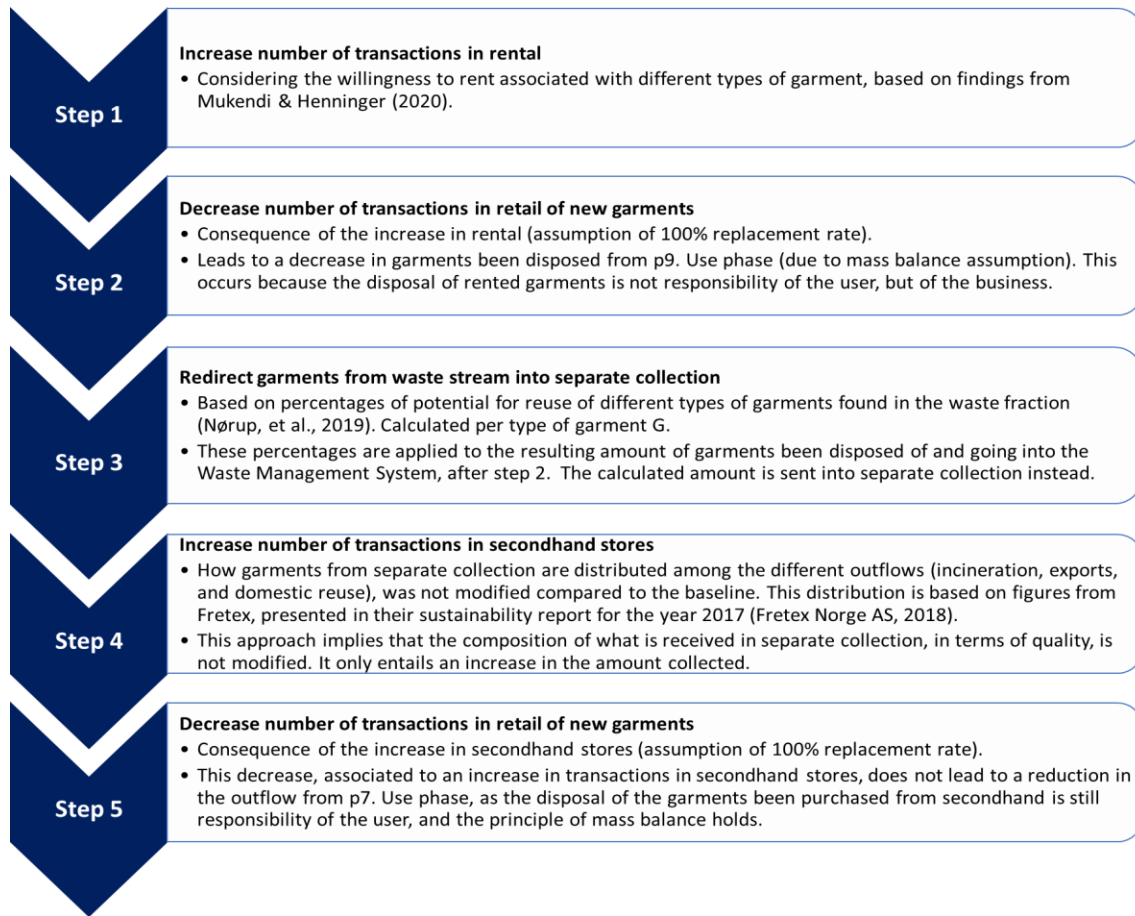 Step 1
Increase number of transactions in rental
• Considering the willingness to rent associated with different types of garment, based on findings from
Mukendi & Henninger (2020).
Step 2
Decrease number of transactions in retail of new garments
• Consequence of the increase in rental (assumption of 100% replacement rate).
• Leads to a decrease in garments been disposed from p9. Use phase (due to mass balance assumption). This
occurs because the disposal of rented garments is not responsibility of the user, but of the business.
Step 3
Redirect garments from waste stream into separate collection
• Based on percentages of potential for reuse of different types of garments found in the waste fraction
(Nørup, et al., 2019). Calculated per type of garment G.
• These percentages are applied to the resulting amount of garments been disposed of and going into the
Waste Management System, after step 2.  The calculated amount is sent into separate collection instead.
Step 4
Increase number of transactions in secondhand stores
• How garments from separate collection are distributed among the different outflows (incineration, exports,
and domestic reuse), was not modified compared to the baseline. This distribution is based on figures from
Fretex, presented in their sustainability report for the year 2017 (Fretex Norge AS, 2018).
• This approach implies that the composition of what is received in separate collection, in terms of quality, is
not modified. It only entails an increase in the amount collected.
Step 5
Decrease number of transactions in retail of new garments
• Consequence of the increase in secondhand stores (assumption of 100% replacement rate).
• This decrease, associated to an increase in transactions in secondhand stores, does not lead to a reduction in
the outflow from p7. Use phase, as the disposal of the garments been purchased from secondhand is still
responsibility of the user, and the principle of mass balance holds.